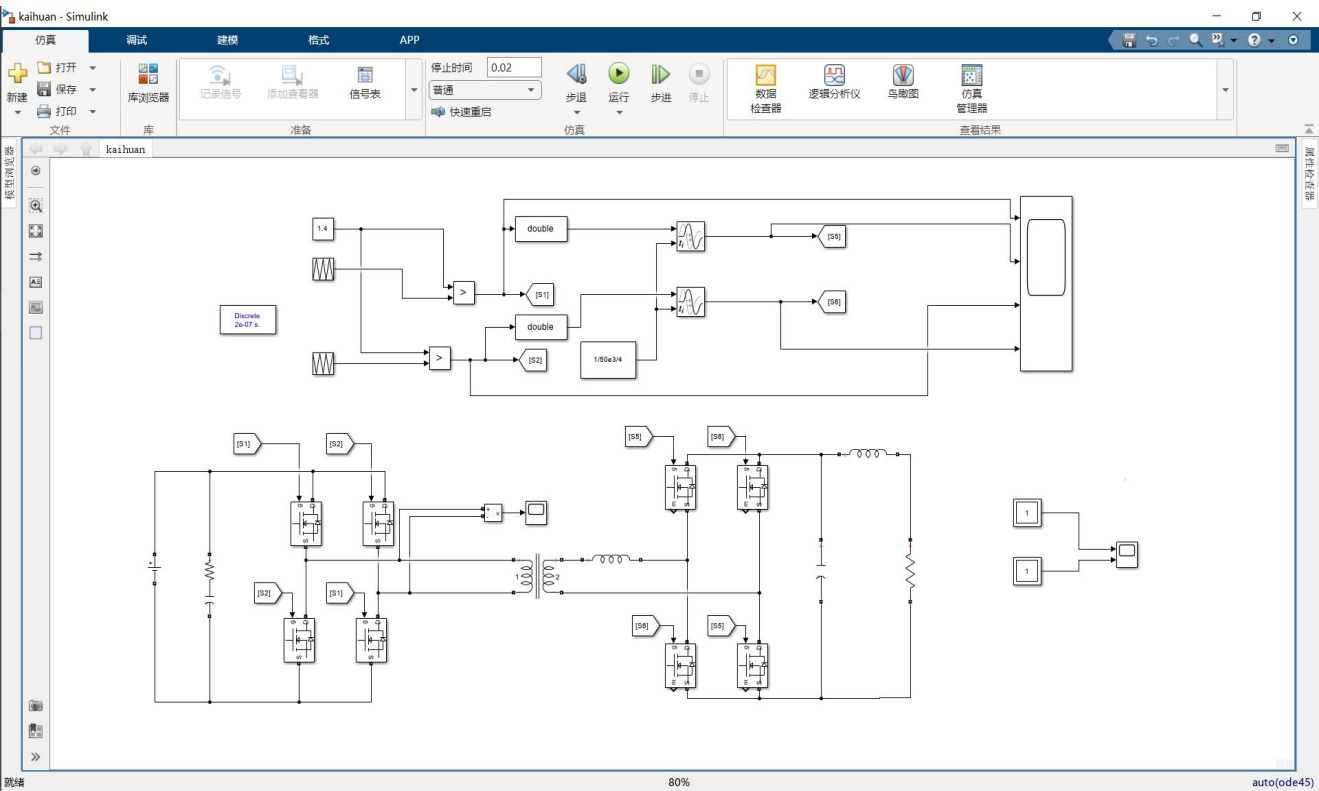 kaihuan - Simulink
仿真 调试 建模 格式 APP
新建
打开
保存
打印
文件
库浏览器
库
记录信号
添加查看器
信号表
准备
停止时间 0.02
普通
快速重启
步退
运行
步进
停止
仿真
数据
检查器
逻辑分析仪
鸟瞰图
仿真
管理器
查看结果
模型浏览器
kaihuan
属性检查器
1.4
double
[S5]
>
[S1]
[S6]
Discrete
2e-07 s.
double
>
[S2]
1/50e3/4
[S1]
[S2]
[S5]
[S6]
g D
S
g D
S
g D
m S
g D
m S
+
-
v
1
1 2
1
[S2]
[S1]
[S6]
[S5]
g D
S
g D
S
g D
m S
g D
m S
+
就绪
80%
auto(ode45)